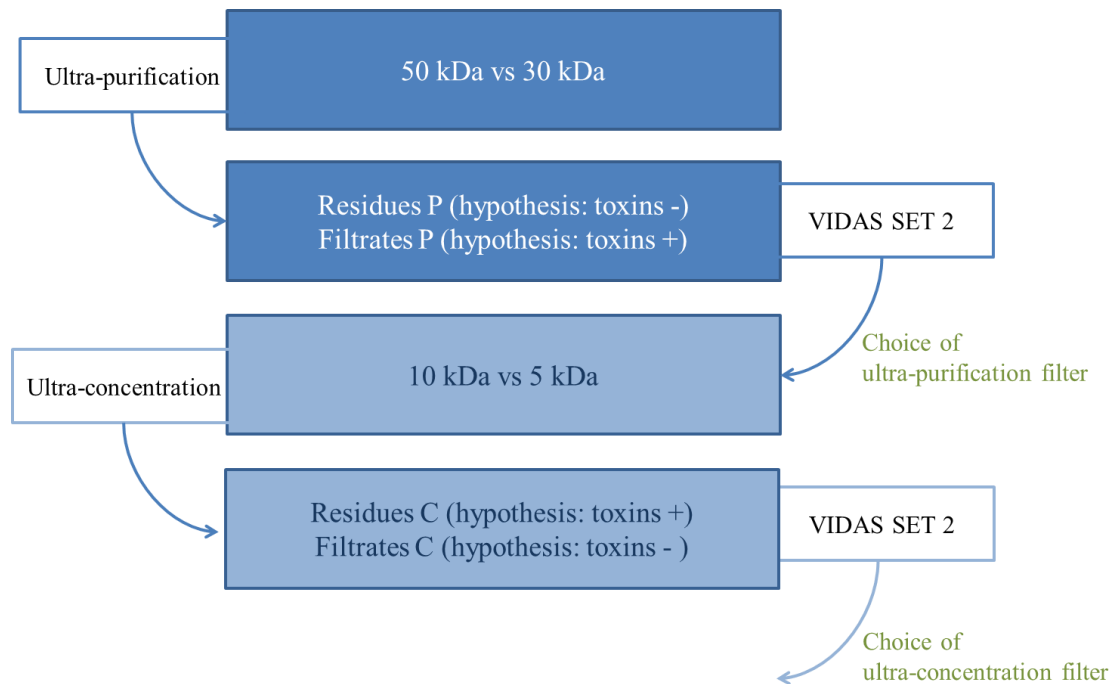 Ultra-purification
50 kDa vs 30 kDa
Residues P (hypothesis: toxins -)
Filtrates P (hypothesis: toxins +)
VIDAS SET 2
Choice of
ultra-purification filter
Ultra-concentration
10 kDa vs 5 kDa
Residues C (hypothesis: toxins +)
Filtrates C (hypothesis: toxins - )
VIDAS SET 2
Choice of
ultra-concentration filter